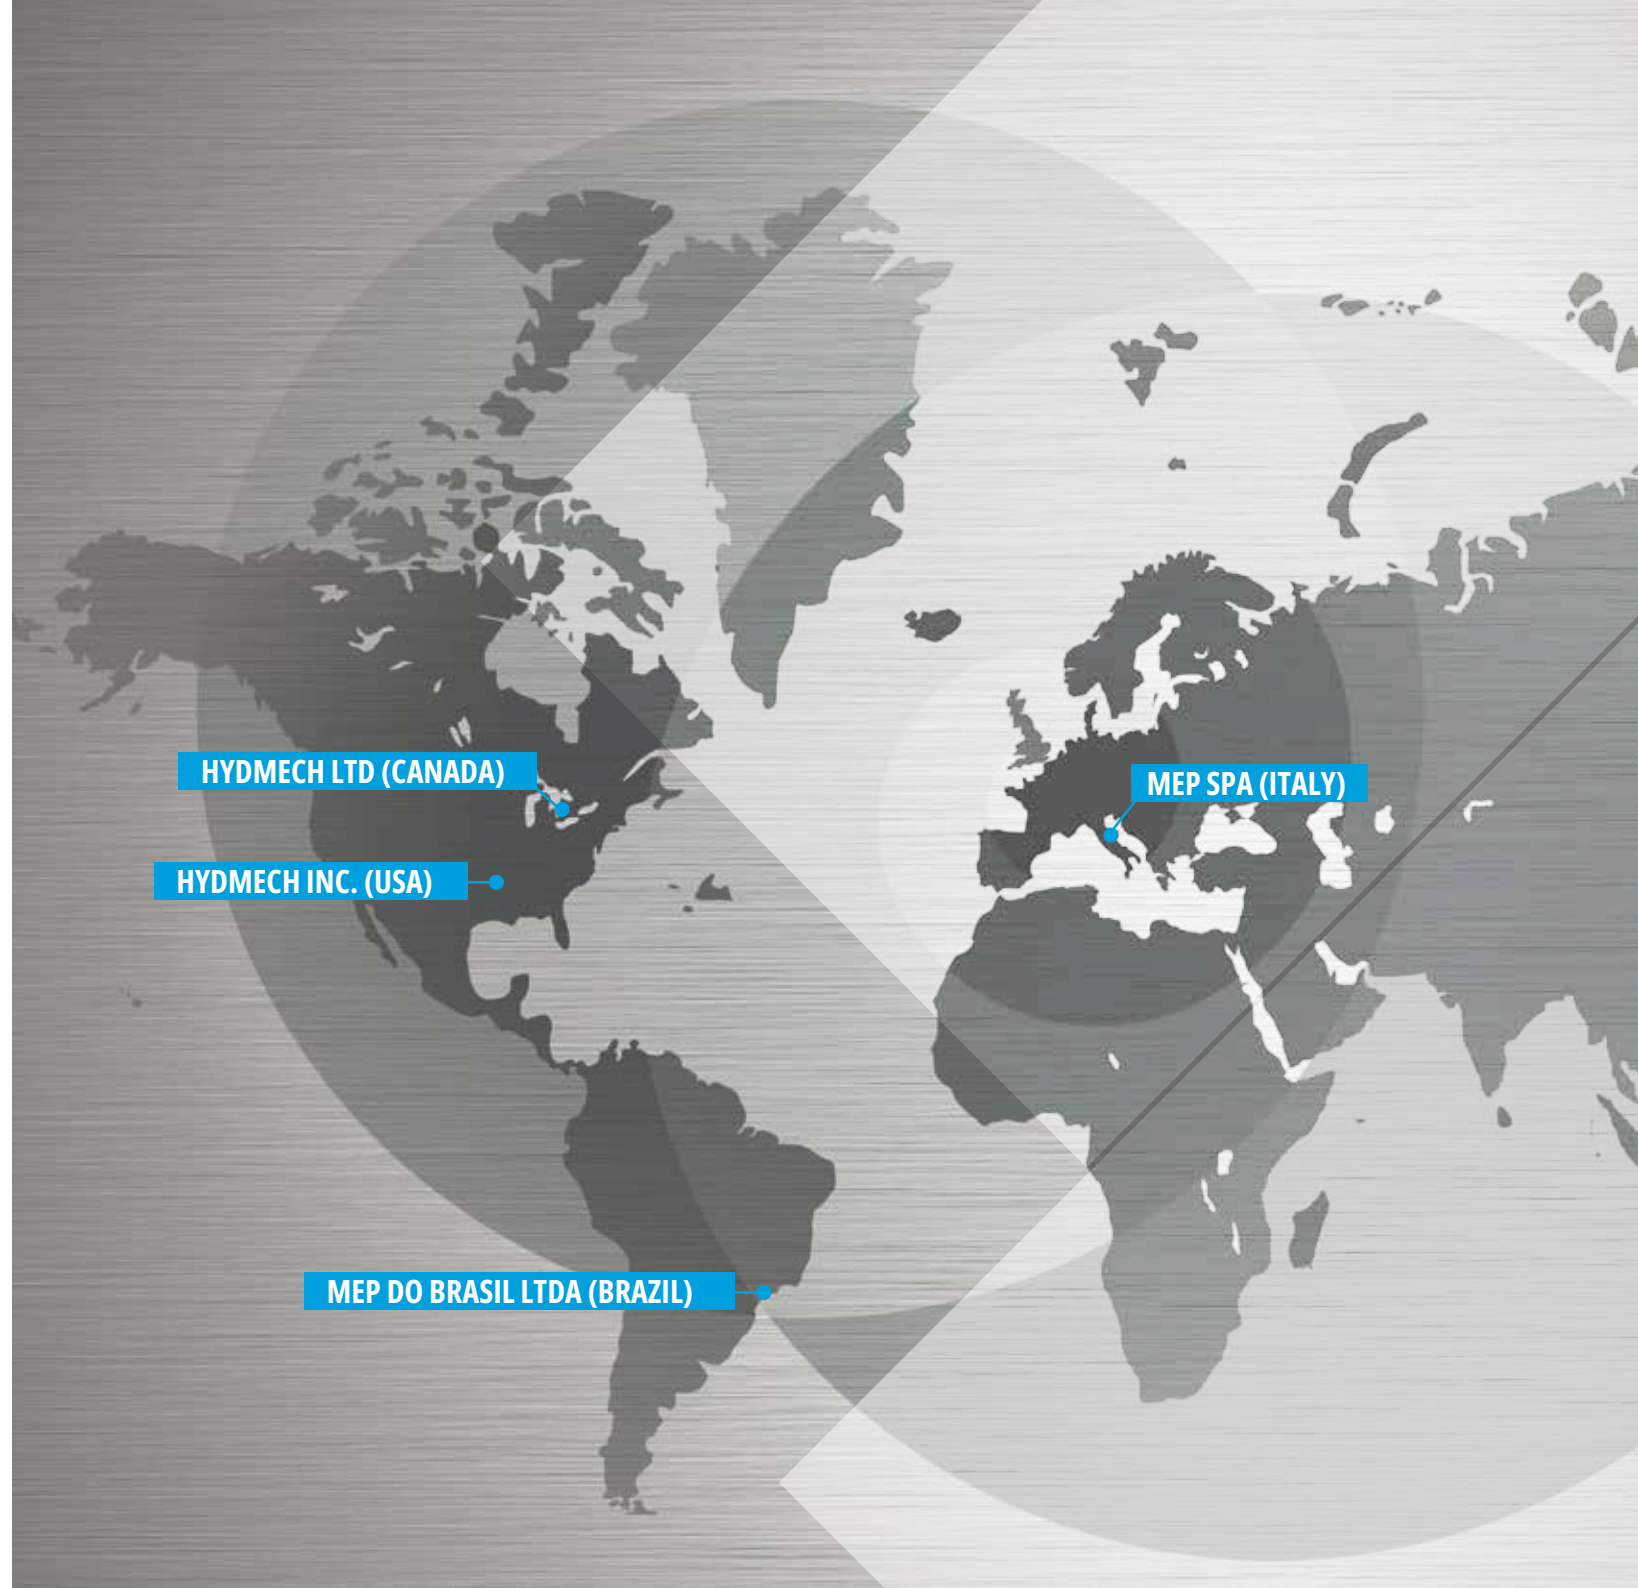 HYDMECH LTD (CANADA)
MEP SPA (ITALY)
HYDMECH INC. (USA)
MEP DO BRASIL LTDA (BRAZIL)